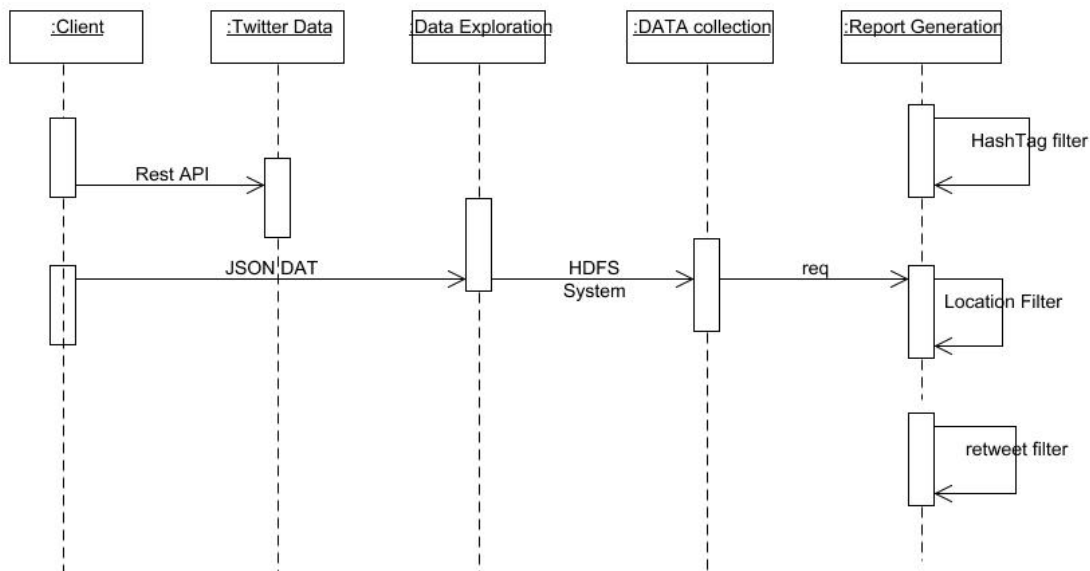 :Client
:Twitter Data
:Data Exploration
:DATA collection
:Report Generation
HashTag filter
Rest API
JSON DAT
HDFS
System
req
Location Filter
retweet filter